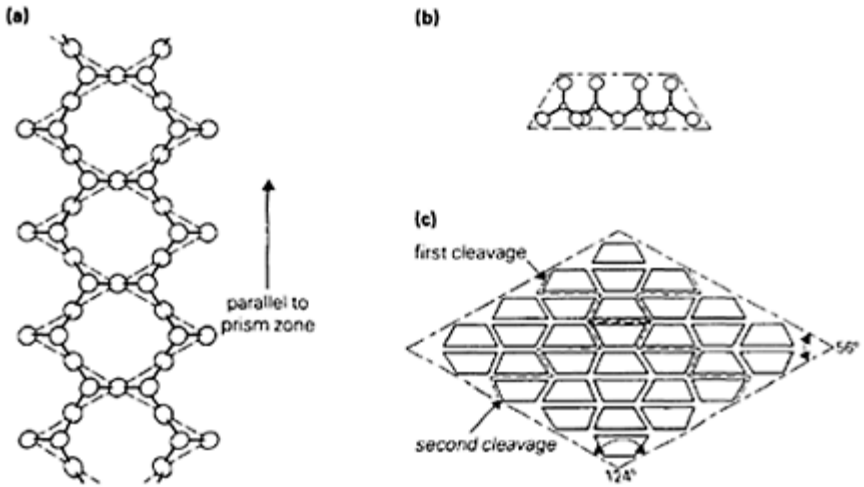 (a)
parallel to
prism zone
(b)
(c)
first cleavage
56°
second cleavage
124°